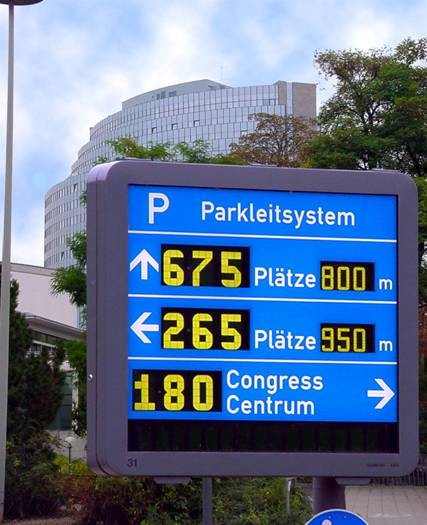 P Parkleitsystem
↑ 675 Plätze 800 m
← 265 Plätze 950 m
180 Congress →
Centrum
31